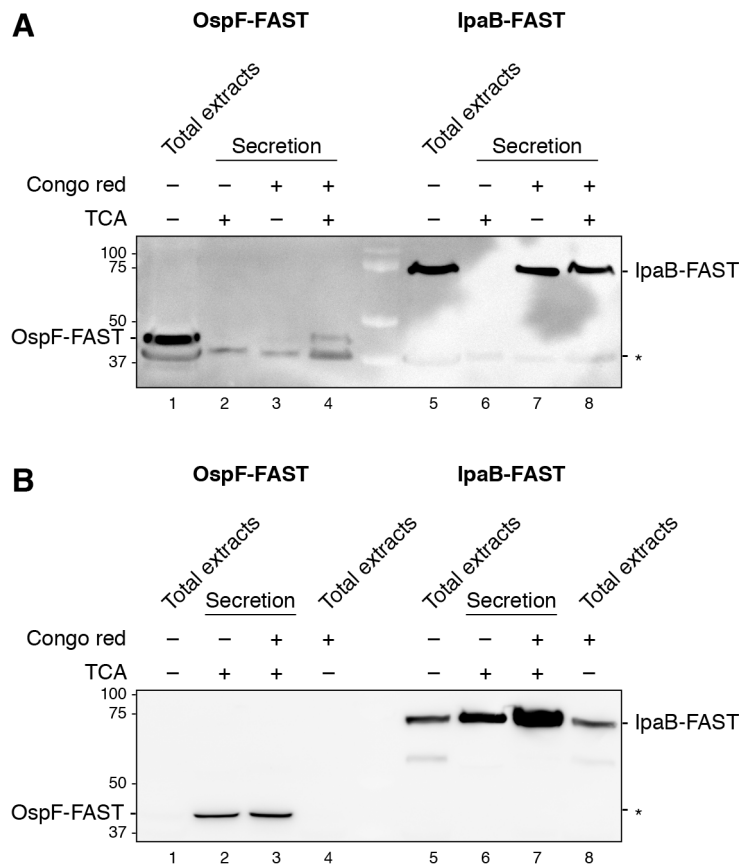 A
OspF-FAST IpaB-FAST
Total extracts Total extracts
Secretion Secretion
Congo red – – + + – – + +
TCA – + – + – + – +
100
75 IpaB-FAST
50
OspF-FAST
37 *
1 2 3 4 5 6 7 8
B
OspF-FAST IpaB-FAST
Total extracts Total extracts Total extracts Total extracts
Secretion Secretion
Congo red – – + + – – + +
TCA – + + – – + + –
100
75 IpaB-FAST
50
OspF-FAST *
37
1 2 3 4 5 6 7 8